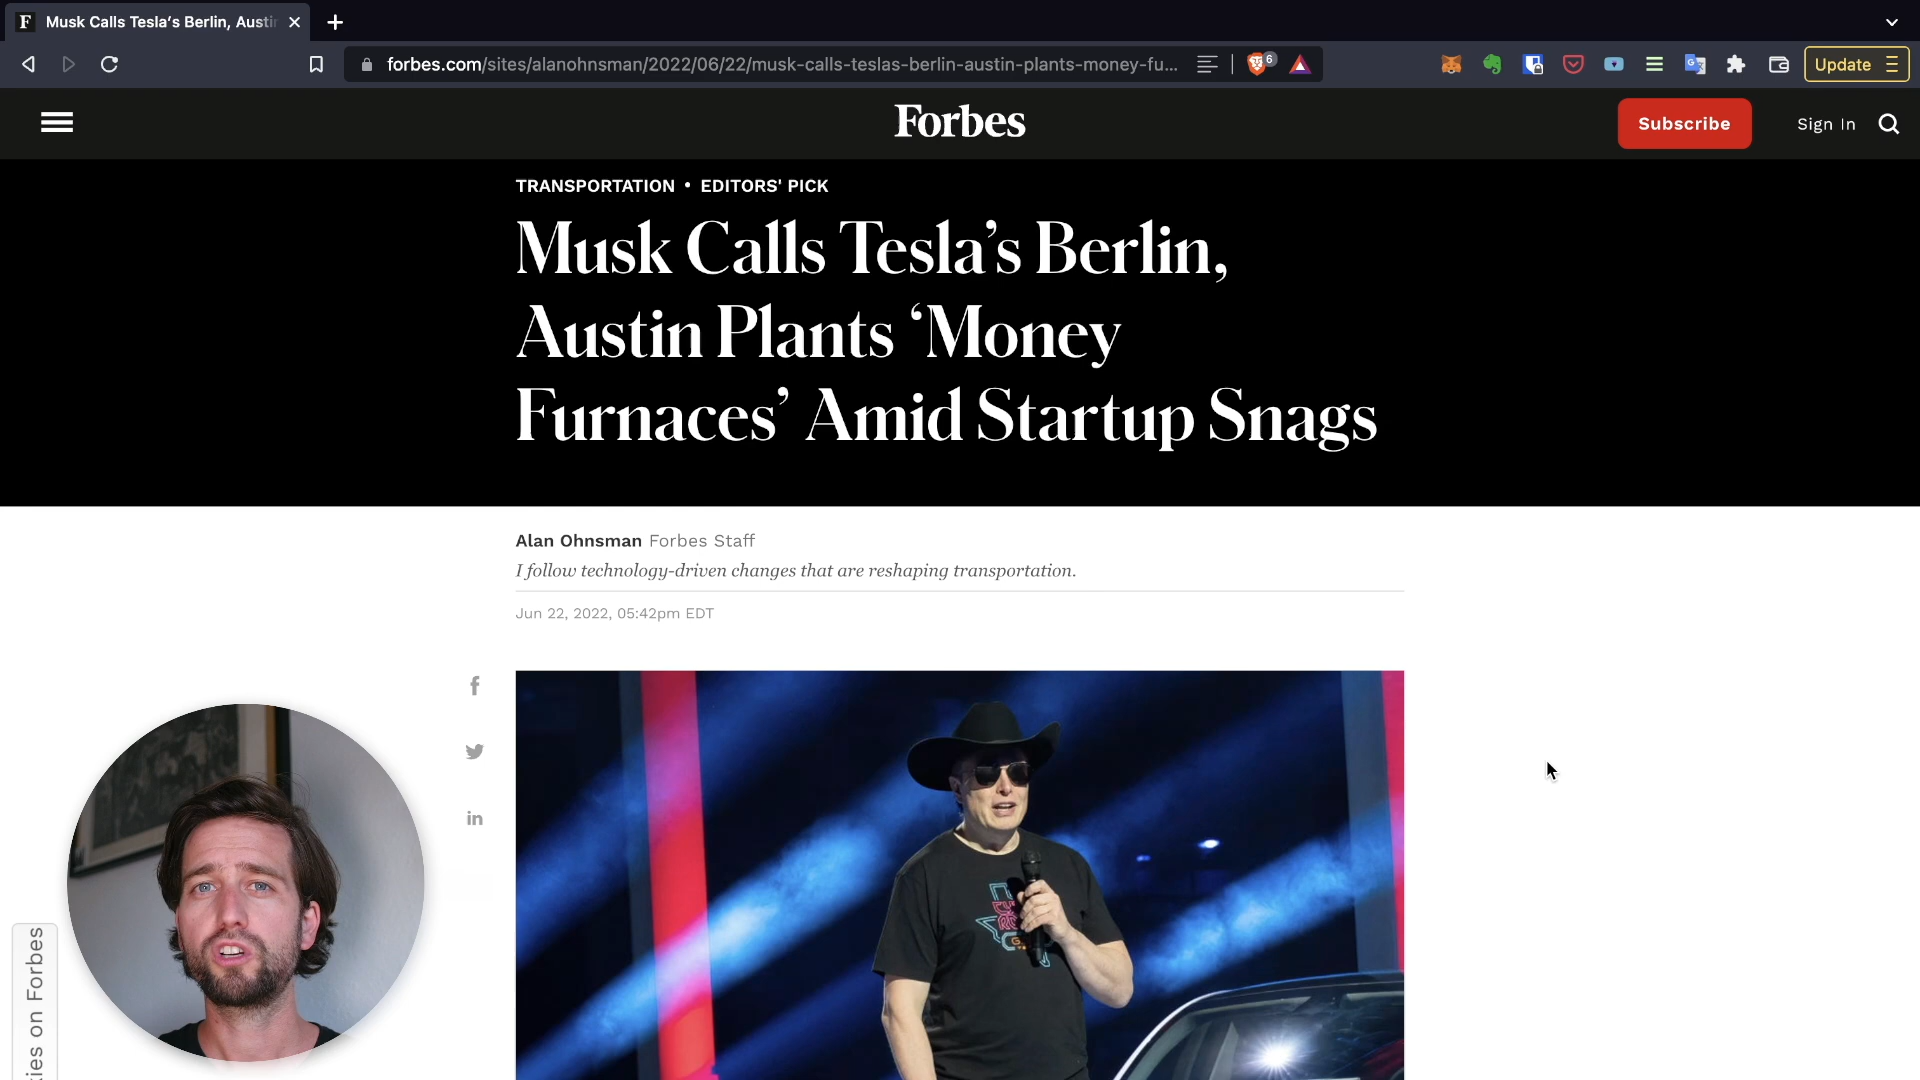 Musk Calls Tesla's Berlin, Austin
forbes.com/sites/alanohnsman/2022/06/22/musk-calls-teslas-berlin-austin-plants-money-fu...
6
Update
Forbes
Subscribe
Sign In
TRANSPORTATION • EDITORS' PICK
Musk Calls Tesla's Berlin,
Austin Plants 'Money
Furnaces' Amid Startup Snags
Alan Ohnsman Forbes Staff
I follow technology-driven changes that are reshaping transportation.
Jun 22, 2022, 05:42pm EDT
ies on Forbes